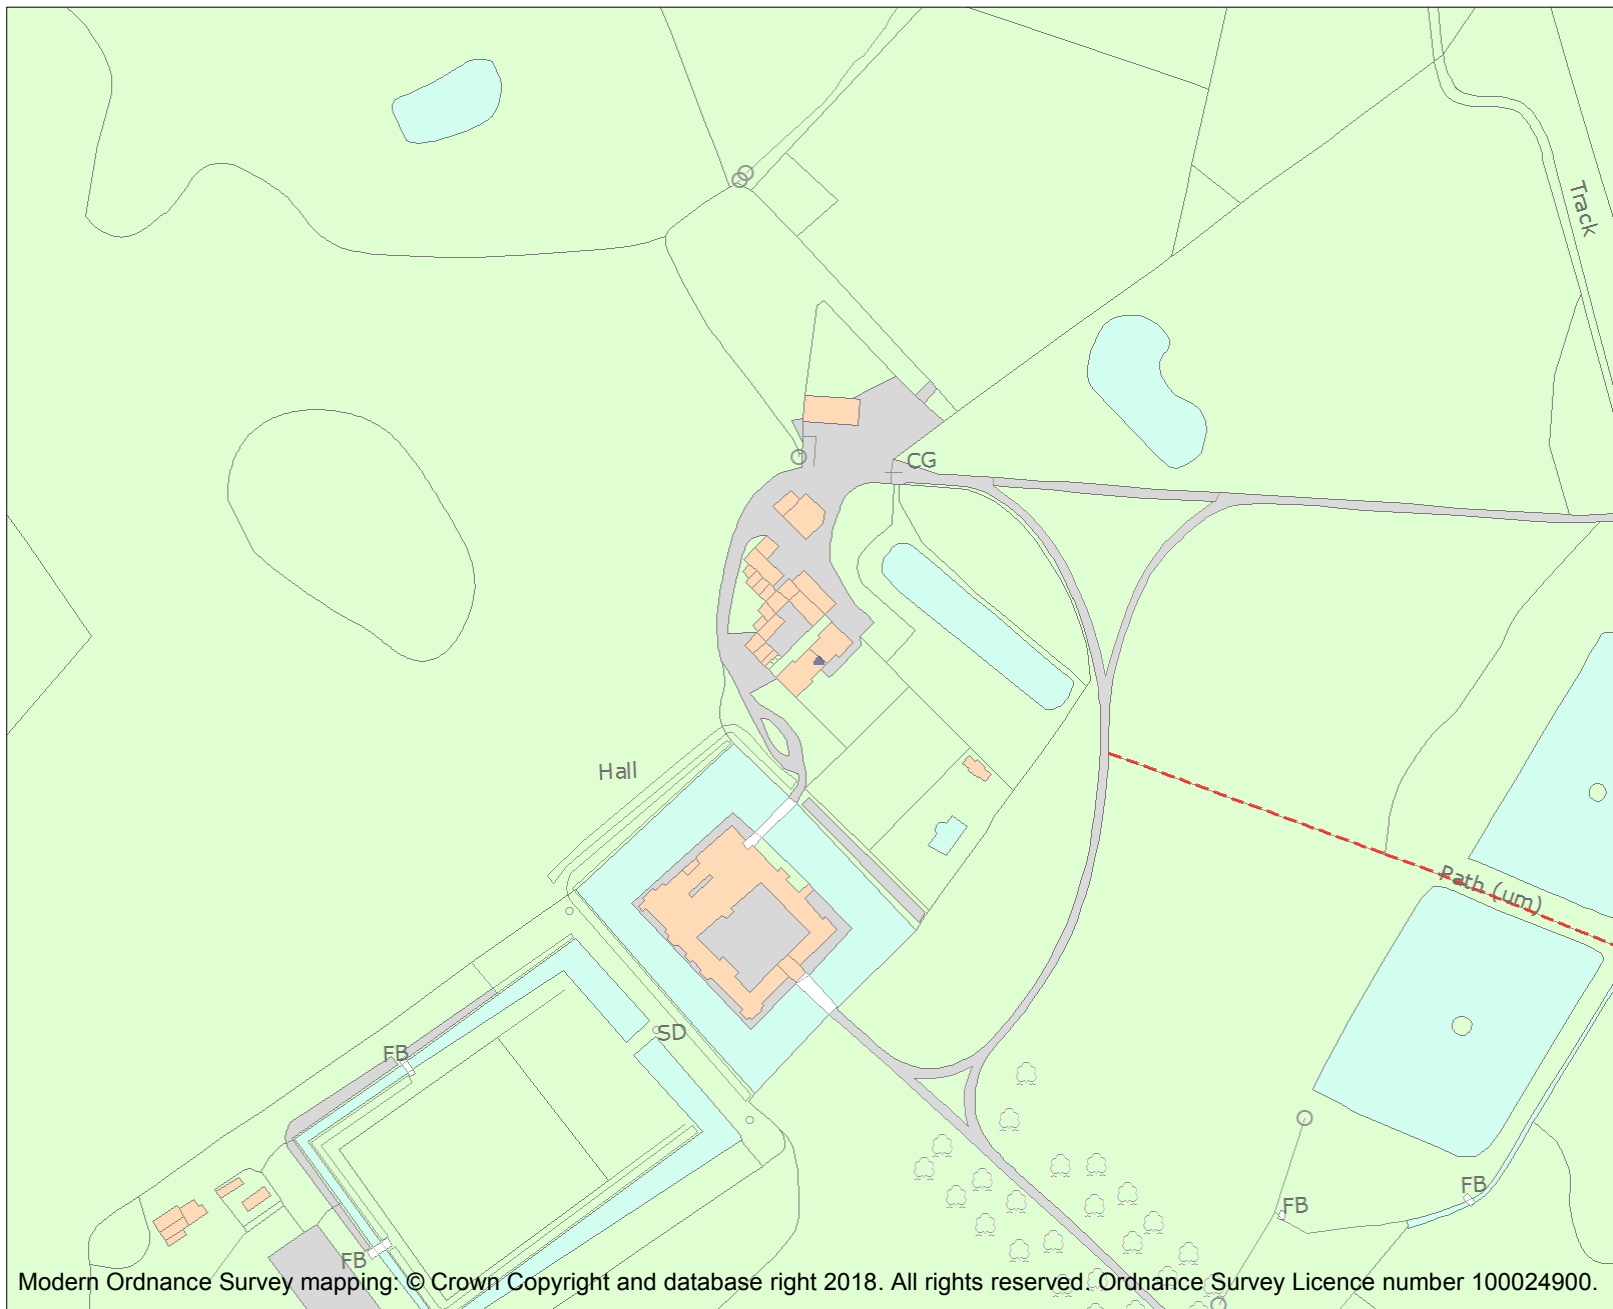 Track
CG
Hall
Path (um)
SD
FB
FB
FB
FB
Modern Ordnance Survey mapping: © Crown Copyright and database right 2018. All rights reserved. Ordnance Survey Licence number 100024900.